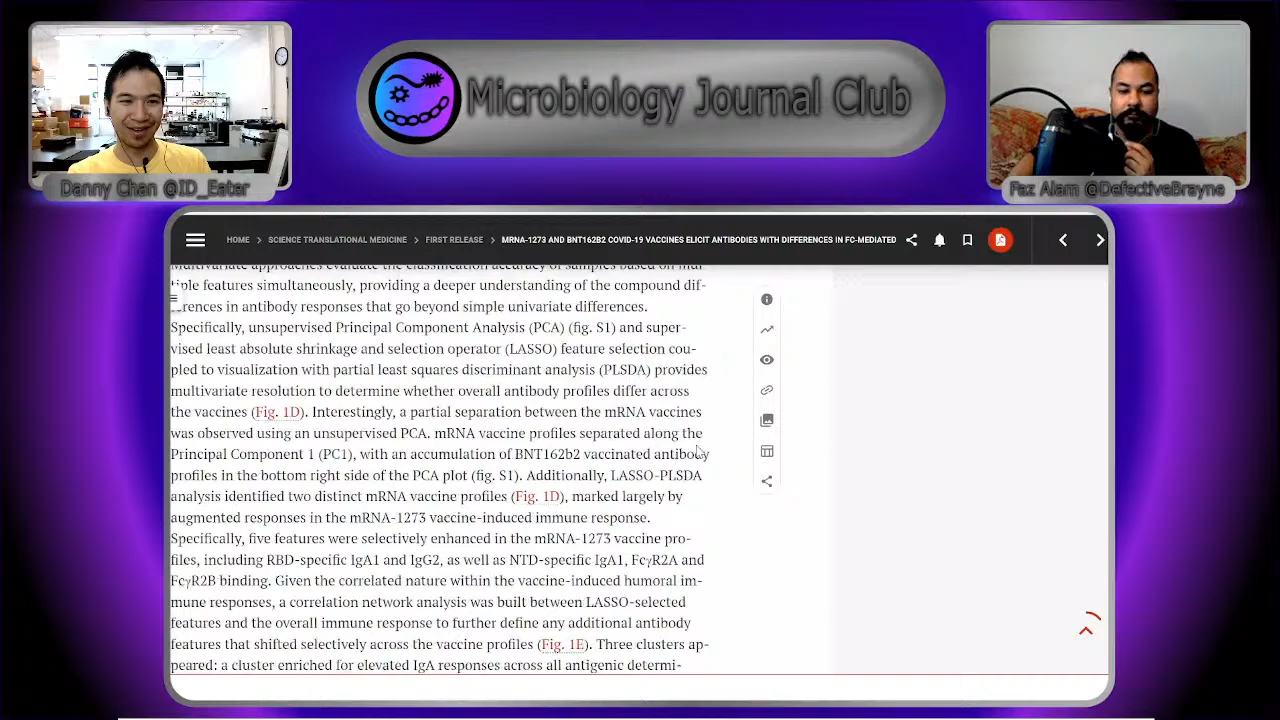 Microbiology Journal Club
Danny Chan @ID_Eater
Faz Alam @DefectiveBrayne
HOME > SCIENCE TRANSLATIONAL MEDICINE > FIRST RELEASE > MRNA-1273 AND BNT162B2 COVID-19 VACCINES ELICIT ANTIBODIES WITH DIFFERENCES IN FC-MEDIATED
Multivariate approaches evaluate the classification accuracy of samples based on mul-
tiple features simultaneously, providing a deeper understanding of the compound dif-
ferences in antibody responses that go beyond simple univariate differences.
Specifically, unsupervised Principal Component Analysis (PCA) (fig. S1) and super-
vised least absolute shrinkage and selection operator (LASSO) feature selection cou-
pled to visualization with partial least squares discriminant analysis (PLSDA) provides
multivariate resolution to determine whether overall antibody profiles differ across
the vaccines (Fig. 1D). Interestingly, a partial separation between the mRNA vaccines
was observed using an unsupervised PCA. mRNA vaccine profiles separated along the
Principal Component 1 (PC1), with an accumulation of BNT162b2 vaccinated antibody
profiles in the bottom right side of the PCA plot (fig. S1). Additionally, LASSO-PLSDA
analysis identified two distinct mRNA vaccine profiles (Fig. 1D), marked largely by
augmented responses in the mRNA-1273 vaccine-induced immune response.
Specifically, five features were selectively enhanced in the mRNA-1273 vaccine pro-
files, including RBD-specific IgA1 and IgG2, as well as NTD-specific IgA1, FcγR2A and
FcγR2B binding. Given the correlated nature within the vaccine-induced humoral im-
mune responses, a correlation network analysis was built between LASSO-selected
features and the overall immune response to further define any additional antibody
features that shifted selectively across the vaccine profiles (Fig. 1E). Three clusters ap-
peared: a cluster enriched for elevated IgA responses across all antigenic determi-